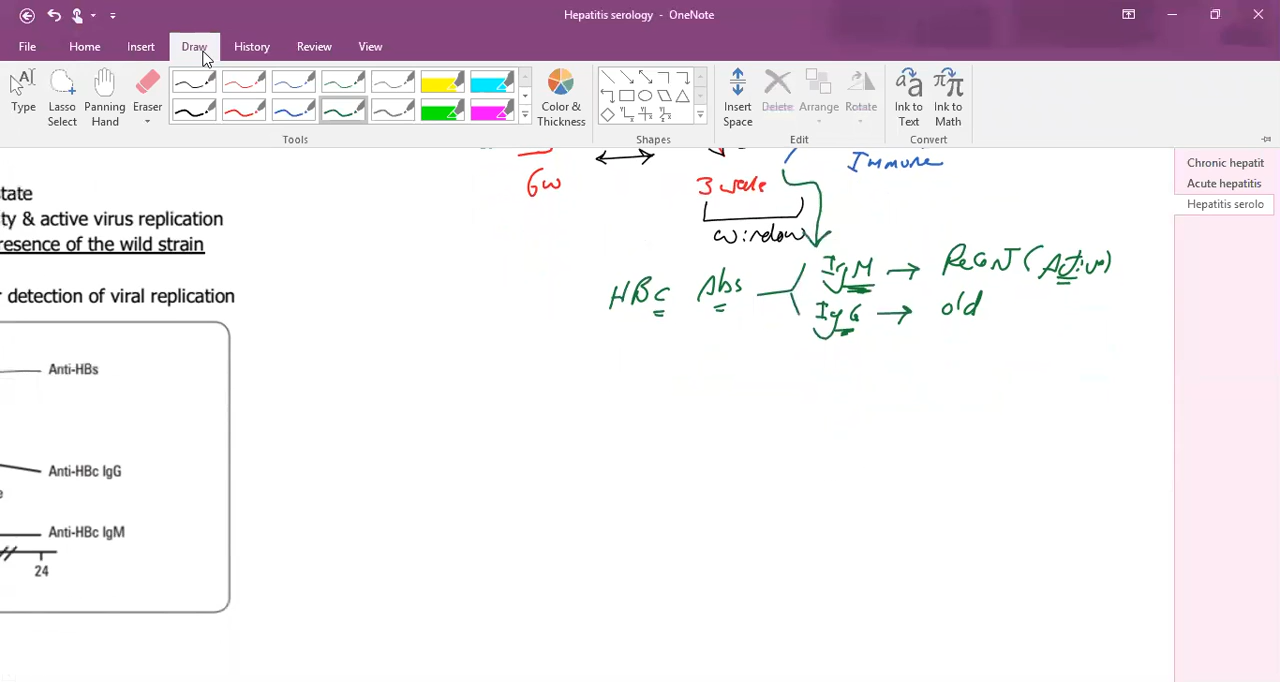 Hepatitis serology - OneNote
File Home Insert Draw History Review View
Type Lasso Select Panning Hand Eraser
Color & Thickness
Insert Space Delete Arrange Rotate
Ink to Text Ink to Math
Tools Shapes Edit Convert
Chronic hepatit
Acute hepatitis
Hepatitis serolo
state
ty & active virus replication
resence of the wild strain
r detection of viral replication
Anti-HBs
Anti-HBc IgG
e
Anti-HBc IgM
24
6w
3 weeks
Immune
window
HBc Abs
IgM → Recent (Active)
IgG → old